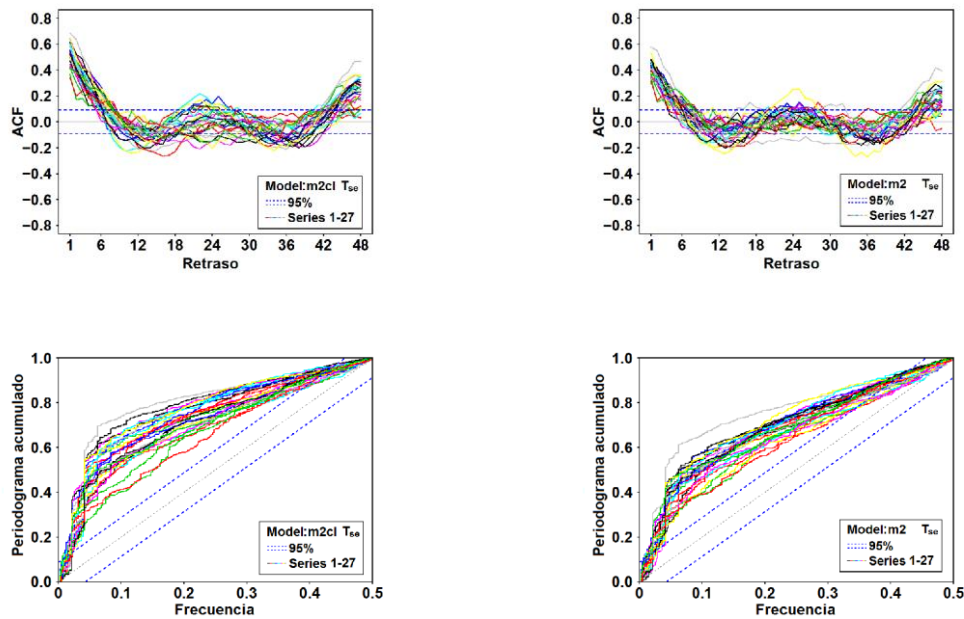 0.8
0.6
0.4
0.2
0.0
−0.2
−0.4
−0.6
−0.8
ACF
Model:m2cl Tse
95%
Series 1-27
1 6 12 18 24 30 36 42 48
Retraso
0.8
0.6
0.4
0.2
0.0
−0.2
−0.4
−0.6
−0.8
ACF
Model:m2 Tse
95%
Series 1-27
1 6 12 18 24 30 36 42 48
Retraso
1.0
0.8
0.6
0.4
0.2
0.0
Periodograma acumulado
Model:m2cl Tse
95%
Series 1-27
0 0.1 0.2 0.3 0.4 0.5
Frecuencia
1.0
0.8
0.6
0.4
0.2
0.0
Periodograma acumulado
Model:m2 Tse
95%
Series 1-27
0 0.1 0.2 0.3 0.4 0.5
Frecuencia